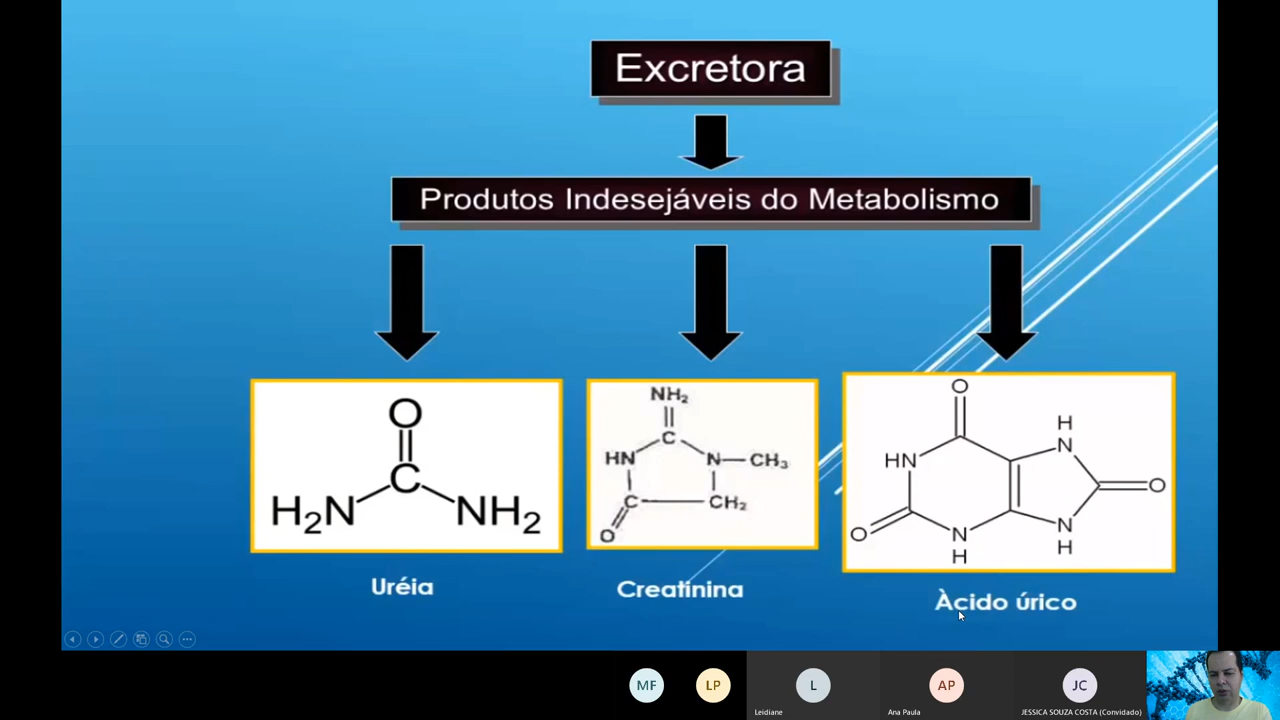 Excretora
Produtos Indesejáveis do Metabolismo
O
C
H₂N
NH₂
Uréia
NH₂
C
HN
N
CH₃
C
CH₂
O
Creatinina
O
H
N
HN
O
O
N
H
N
H
Àcido úrico
MF
LP
L
Leidiane
AP
Ana Paula
JC
JESSICA SOUZA COSTA (Convidado)